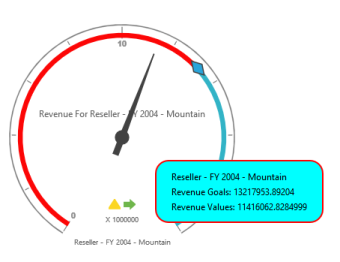 10
Revenue For Reseller - FY 2004 - Mountain
Reseller - FY 2004 - Mountain
Revenue Goals: 13217953.89204
Revenue Values: 11416062.8284999
0
X 1000000
Reseller - FY 2004 - Mountain